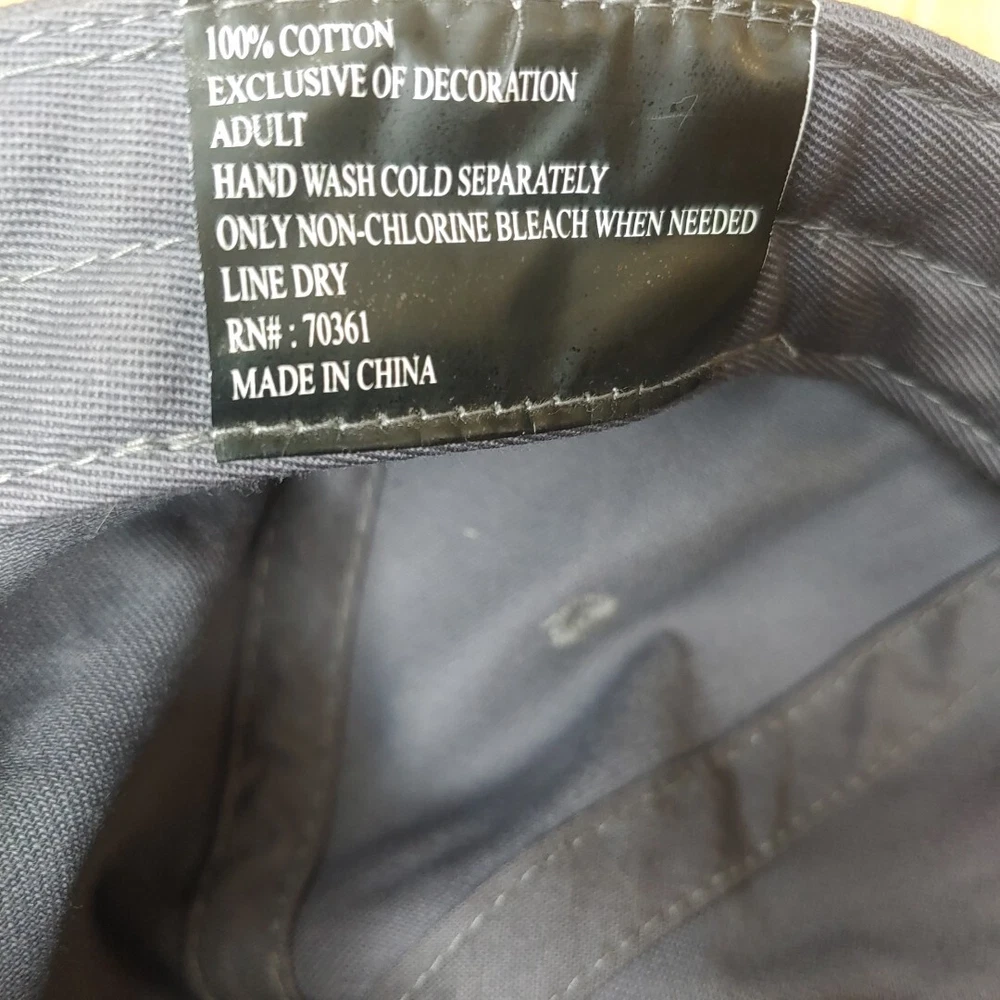 100% COTTON
EXCLUSIVE OF DECORATION
ADULT
HAND WASH COLD SEPARATELY
ONLY NON-CHLORINE BLEACH WHEN NEEDED
LINE DRY
RN# : 70361
MADE IN CHINA